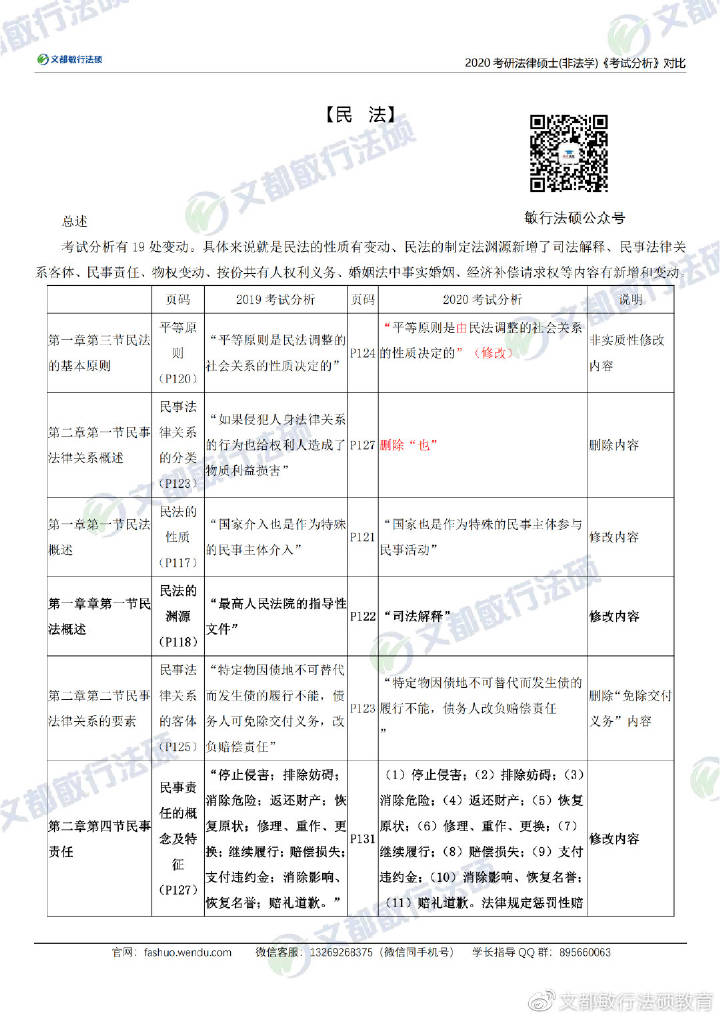 文都敏行法硕
2020 考研法律硕士(非法学)《考试分析》对比
【民 法】
敏行法硕公众号
总述
考试分析有 19 处变动。具体来说就是民法的性质有变动、民法的制定法渊源新增了司法解释、民事法律关
系客体、民事责任、物权变动、按份共有人权利义务、婚姻法中事实婚姻、经济补偿请求权等内容有新增和变动。
页码 2019 考试分析 页码 2020 考试分析 说明
第一章第三节民法
的基本原则
平等原
则
（P120）
“平等原则是民法调整的
社会关系的性质决定的”
P124
“平等原则是由民法调整的社会关系
的性质决定的”（修改）
非实质性修改
内容
第二章第一节民事
法律关系概述
民事法
律关系
的分类
（P123）
“如果侵犯人身法律关系
的行为也给权利人造成了
物质利益损害”
P127
删除“也”
删除内容
第一章第一节民法
概述
民法的
性质
（P117）
“国家介入也是作为特殊
的民事主体介入”
P121
“国家也是作为特殊的民事主体参与
民事活动”
修改内容
第一章章第一节民
法概述
民法的
渊源
（P118）
“最高人民法院的指导性
文件”
P122
“司法解释”
修改内容
第二章第二节民事
法律关系的要素
民事法
律关系
的客体
（P125）
“特定物因债地不可替代
而发生债的履行不能，债
务人可免除交付义务，改
负赔偿责任”
P123
“特定物因债地不可替代而发生债的
履行不能，债务人改负赔偿责任
”
删除“免除交付
义务”内容
第二章第四节民事
责任
民事责
任的概
念及特
征
（P127）
“停止侵害；排除妨碍；
消除危险；返还财产；恢
复原状；修理、重作、更
换；继续履行；赔偿损失；
支付违约金；消除影响、
恢复名誉；赔礼道歉。”
P131
（1）停止侵害；（2）排除妨碍；（3）
消除危险；（4）返还财产；（5）恢复
原状；（6）修理、重作、更换；（7）
继续履行；（8）赔偿损失；（9）支付
违约金；（10）消除影响、恢复名誉；
（11）赔礼道歉。法律规定惩罚性赔
修改内容
官网：fashuo.wendu.com 微信客服：13269268375（微信同手机号） 学长指导 QQ 群：895660063
@文都敏行法硕教育